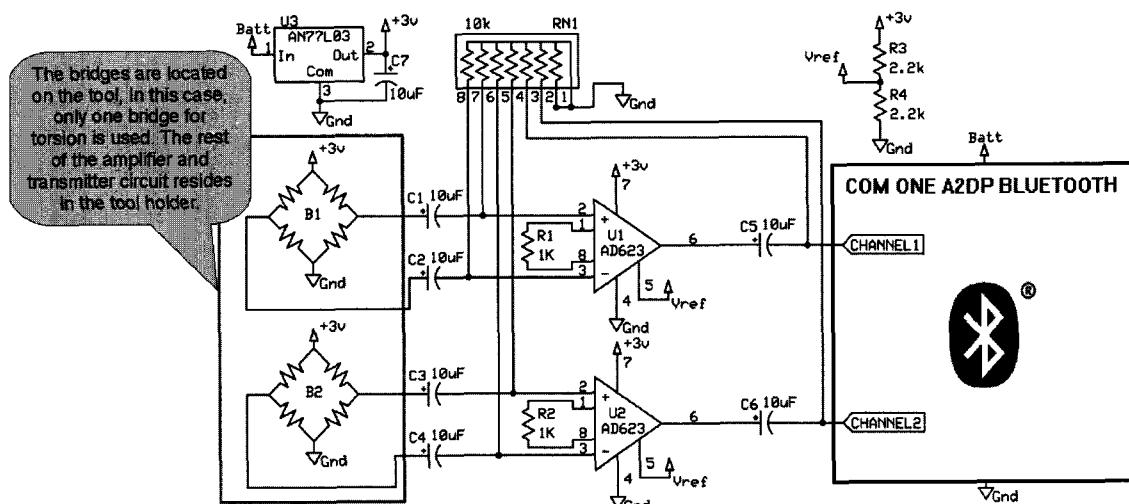 Batt
U3
AN77L03
1 In Out 2
Com
3
+3v
C7
10uF
Gnd
The bridges are located
on the tool, In this case,
only one bridge for
torsion is used. The rest
of the amplifier and
transmitter circuit resides
in the tool holder.
10k RN1
8 7 6 5 4 3 2 1
Gnd
+3v
R3
2.2k
Vref
R4
2.2k
Gnd
Batt
COM ONE A2DP BLUETOOTH
+3v
B1
Gnd
C1 10uF
C2 10uF
+3v
7
2
1
R1
1K
8
3
+
-
U1
AD623
6
5
4
Gnd
Vref
C5 10uF
CHANNEL1
®
+3v
B2
Gnd
C3 10uF
C4 10uF
+3v
7
2
1
R2
1K
8
3
+
-
U2
AD623
6
5
4
Gnd
Vref
C6 10uF
CHANNEL2
Gnd